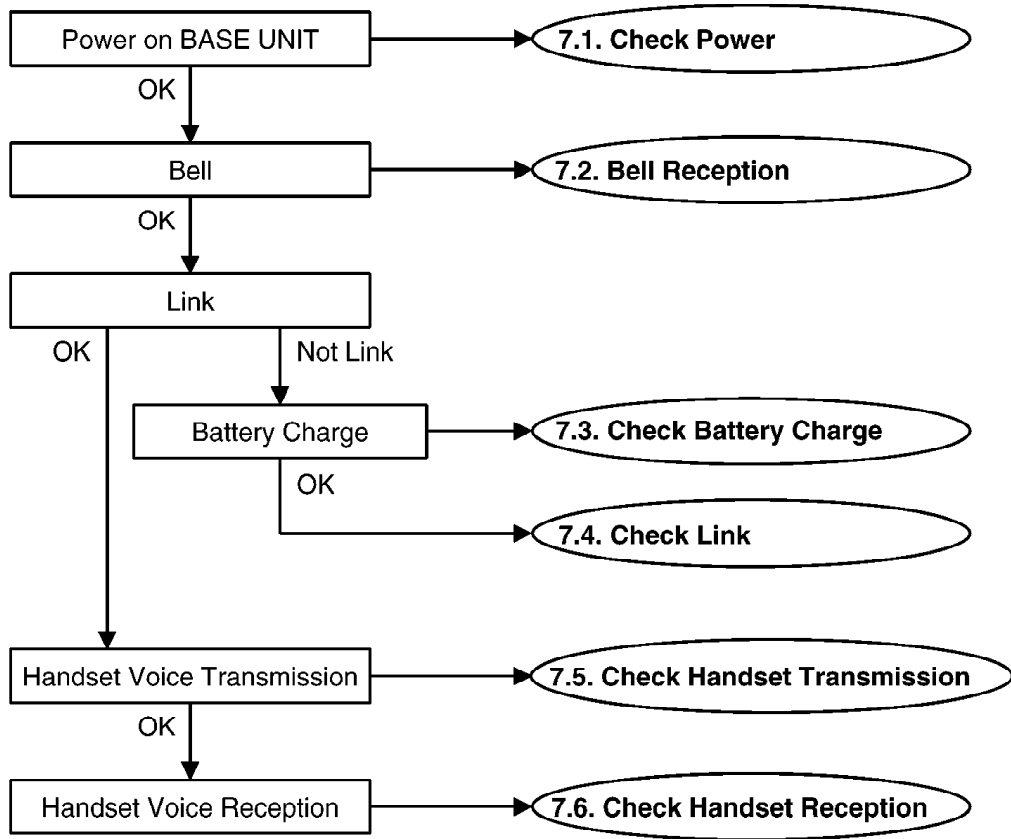 Power on BASE UNIT
7.1. Check Power
OK
Bell
7.2. Bell Reception
OK
Link
OK
Not Link
Battery Charge
7.3. Check Battery Charge
OK
7.4. Check Link
Handset Voice Transmission
7.5. Check Handset Transmission
OK
Handset Voice Reception
7.6. Check Handset Reception